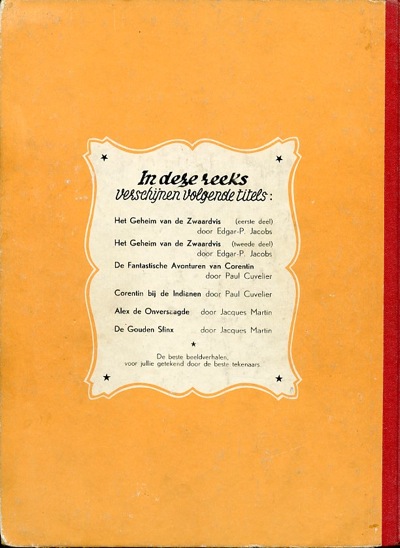 In deze reeks
verschijnen volgende titels:
Het Geheim van de Zwaardvis (eerste deel)
door Edgar-P. Jacobs
Het Geheim van de Zwaardvis (tweede deel)
door Edgar-P. Jacobs
De Fantastische Avonturen van Corentin
door Paul Cuvelier
Corentin bij de Indianen door Paul Cuvelier
Alex de Onversaagde door Jacques Martin
De Gouden Sfinx door Jacques Martin
De beste beeldverhalen,
voor jullie getekend door de beste tekenaars.